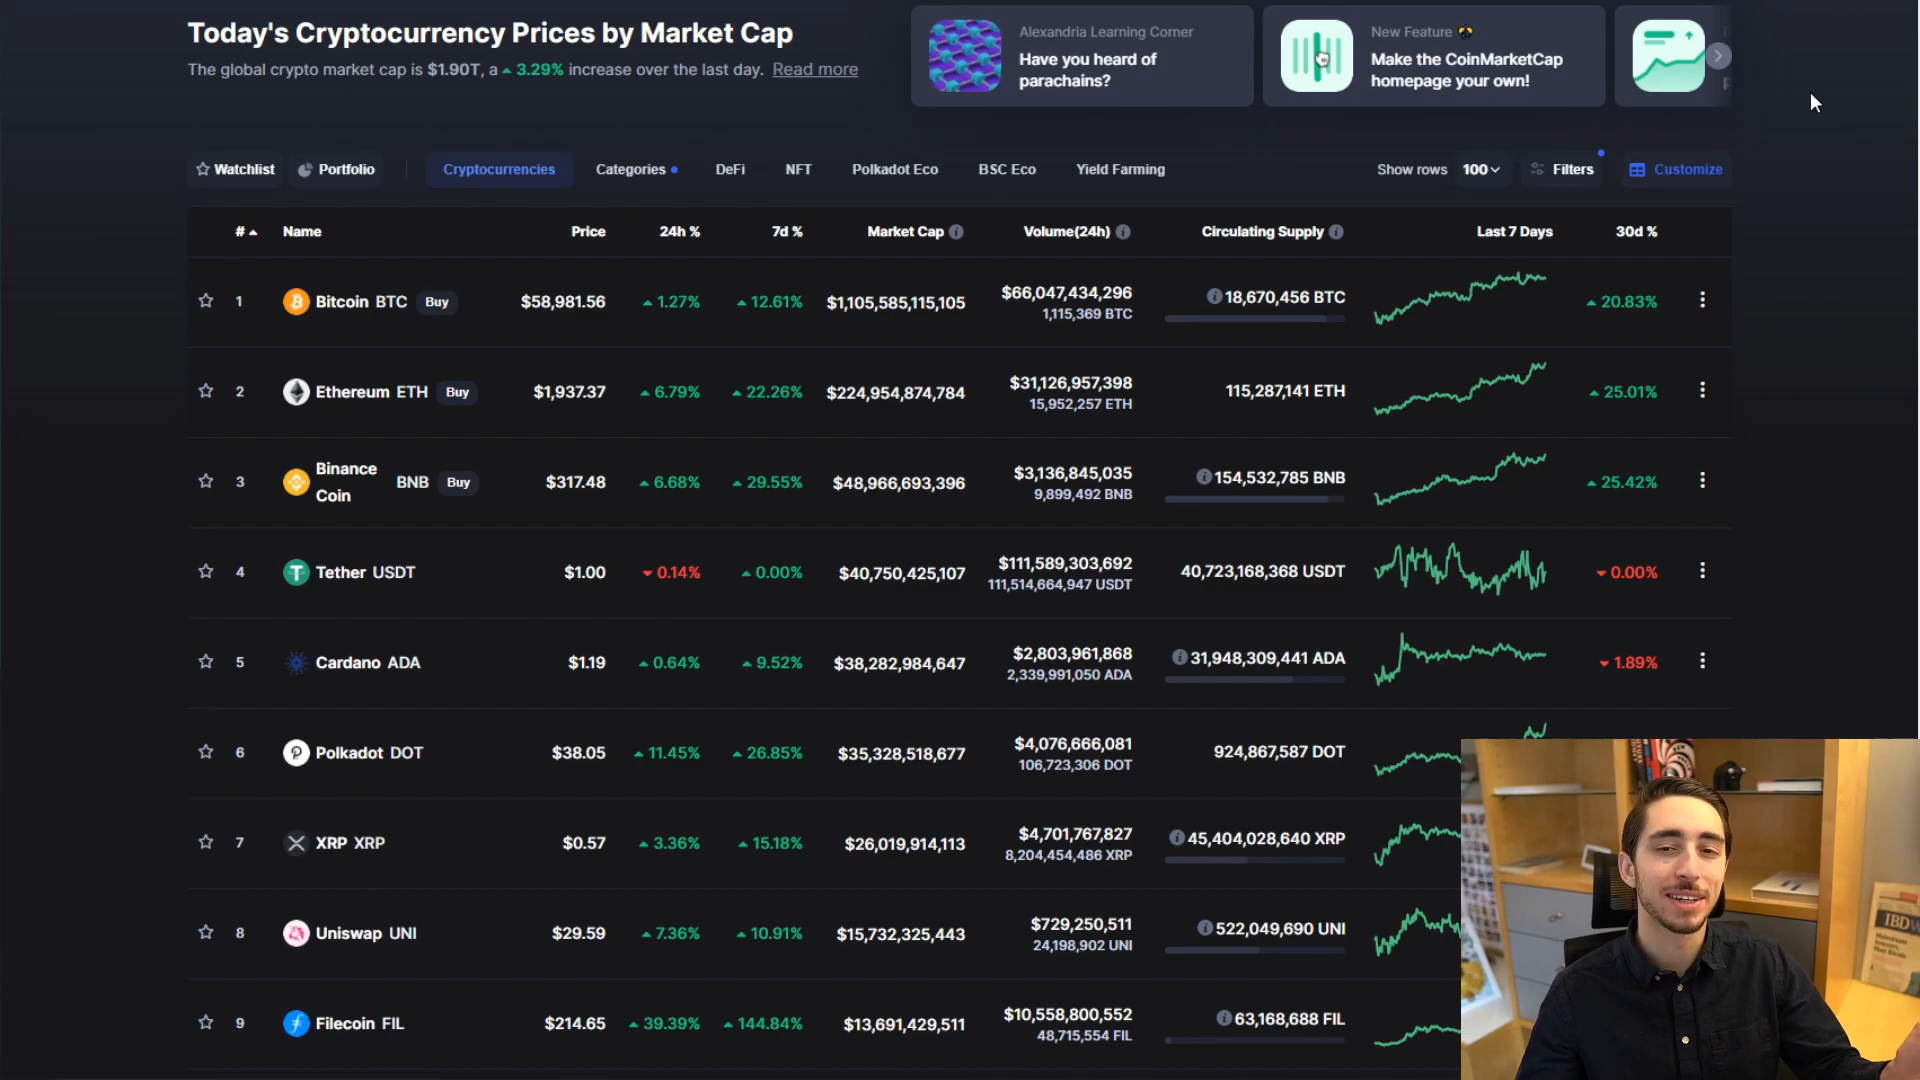 Today's Cryptocurrency Prices by Market Cap
The global crypto market cap is $1.90T, a 3.29% increase over the last day. Read more
Alexandria Learning Corner
Have you heard of
parachains?
New Feature
Make the CoinMarketCap
homepage your own!
Watchlist Portfolio Cryptocurrencies Categories DeFi NFT Polkadot Eco BSC Eco Yield Farming Show rows 100 Filters Customize
# Name Price 24h % 7d % Market Cap Volume(24h) Circulating Supply Last 7 Days 30d %
1 Bitcoin BTC Buy $58,981.56 1.27% 12.61% $1,105,585,115,105 $66,047,434,296 18,670,456 BTC 20.83%
1,115,369 BTC
2 Ethereum ETH Buy $1,937.37 6.79% 22.26% $224,954,874,784 $31,126,957,398 115,287,141 ETH 25.01%
15,952,257 ETH
3 Binance Coin BNB Buy $317.48 6.68% 29.55% $48,966,693,396 $3,136,845,035 154,532,785 BNB 25.42%
9,899,492 BNB
4 Tether USDT $1.00 0.14% 0.00% $40,750,425,107 $111,589,303,692 40,723,168,368 USDT 0.00%
111,514,664,947 USDT
5 Cardano ADA $1.19 0.64% 9.52% $38,282,984,647 $2,803,961,868 31,948,309,441 ADA 1.89%
2,339,991,050 ADA
6 Polkadot DOT $38.05 11.45% 26.85% $35,328,518,677 $4,076,666,081 924,867,587 DOT
106,723,306 DOT
7 XRP XRP $0.57 3.36% 15.18% $26,019,914,113 $4,701,767,827 45,404,028,640 XRP
8,204,454,486 XRP
8 Uniswap UNI $29.59 7.36% 10.91% $15,732,325,443 $729,250,511 522,049,690 UNI
24,198,902 UNI
9 Filecoin FIL $214.65 39.39% 144.84% $13,691,429,511 $10,558,800,552 63,168,688 FIL
48,715,554 FIL
IBD